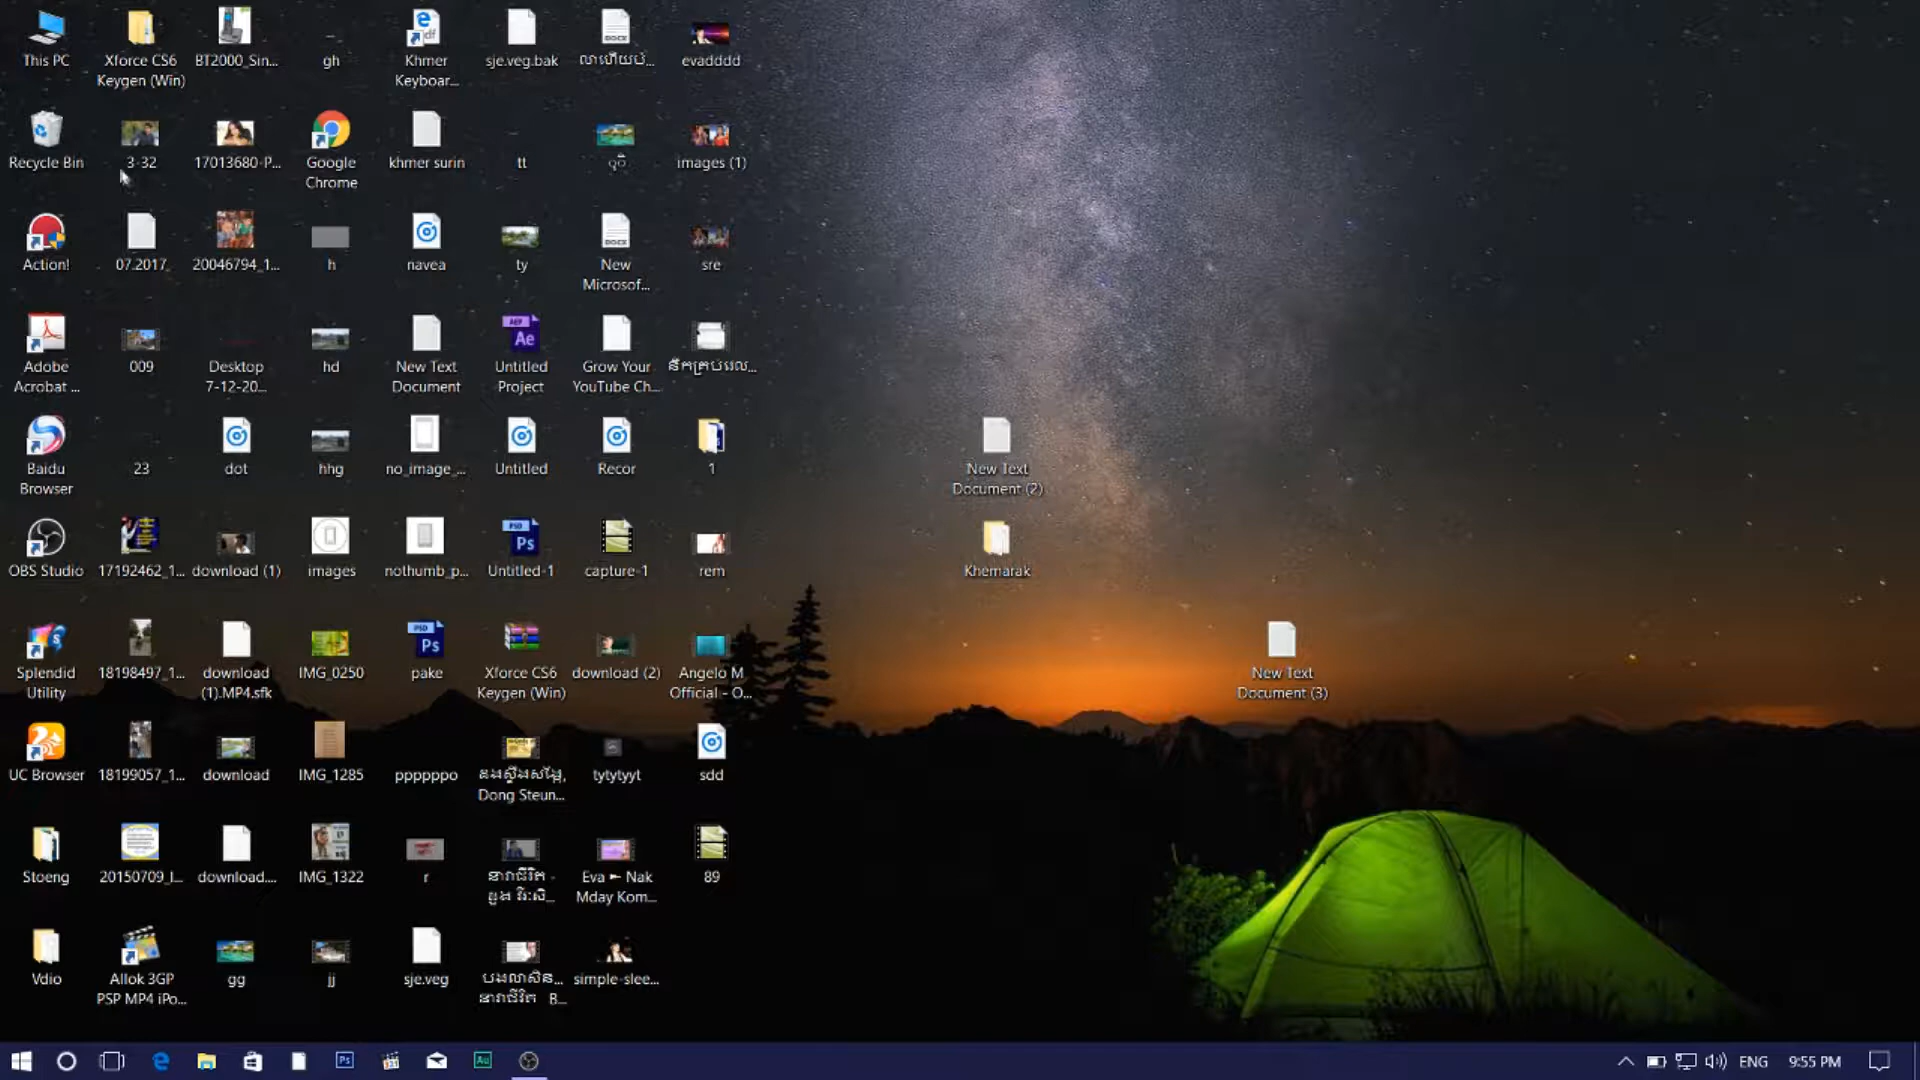 This PC
Xforce CS6
Keygen (Win)
BT2000_Sin...
gh
Khmer
Keyboar...
sje.veg.bak
evadddd
Recycle Bin
3-32
17013680-P...
Google
Chrome
khmer surin
tt
images (1)
Action!
07.2017
20046794_1...
h
navea
ty
New
Microsof...
sre
Adobe
Acrobat ...
009
Desktop
7-12-20...
hd
New Text
Document
Untitled
Project
Grow Your
YouTube Ch...
Baidu
Browser
23
dot
hhg
no_image_...
Untitled
Recor
1
New Text
Document (2)
OBS Studio
17192462_1...
download (1)
images
nothumb_p...
Untitled-1
capture-1
rem
Khemarak
Splendid
Utility
18198497_1...
download
(1).MP4.sfk
IMG_0250
pake
Xforce CS6
Keygen (Win)
download (2)
Angelo M
Official - O...
New Text
Document (3)
UC Browser
18199057_1...
download
IMG_1285
ppppppo
Dong Steun...
tytytyyt
sdd
Stoeng
20150709_I...
download....
IMG_1322
r
Eva ► Nak
Mday Kom...
89
Vdio
Allok 3GP
PSP MP4 iPo...
gg
jj
sje.veg
simple-slee...
ENG
9:55 PM